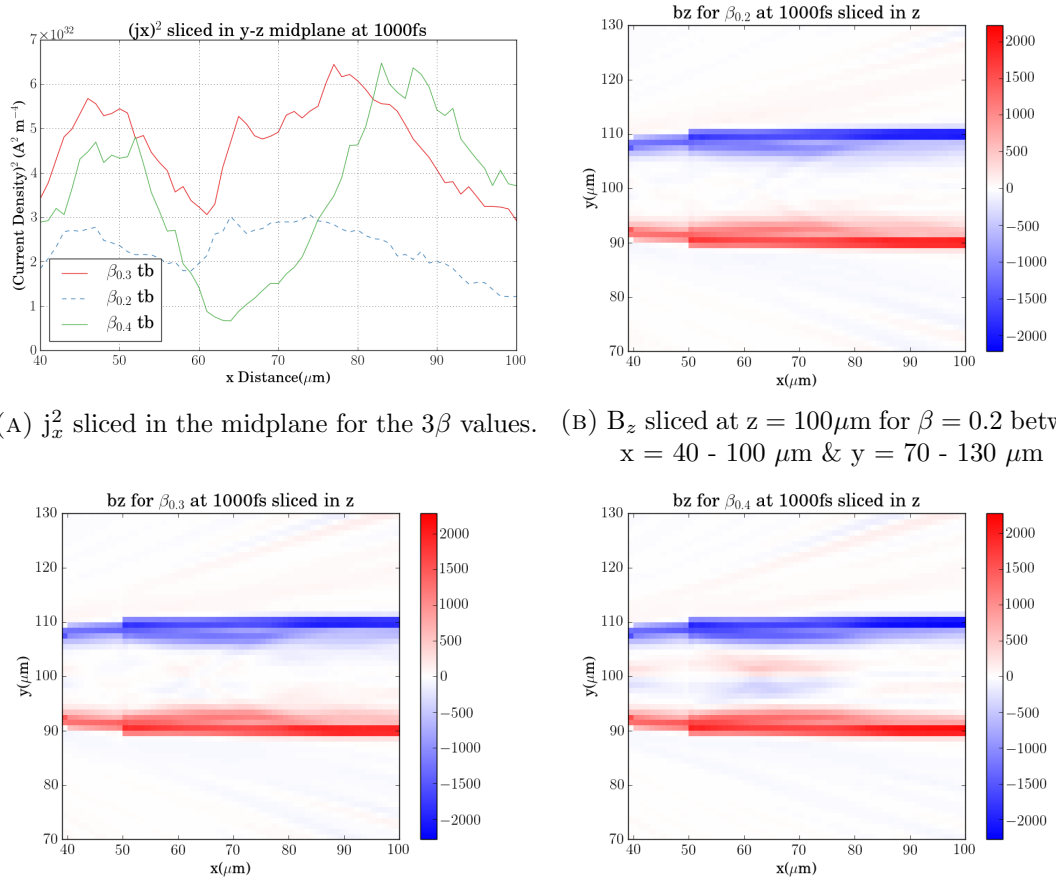 (jx)² sliced in y-z midplane at 1000fs
7 ×10³²
6
5
4
3
2
1
0
(Current Density)² (A² m⁻⁴)
β₀.₃ tb
β₀.₂ tb
β₀.₄ tb
40 50 60 70 80 90 100
x Distance(μm)
bz for β₀.₂ at 1000fs sliced in z
130
120
110
100
90
80
70
y(μm)
40 50 60 70 80 90 100
x(μm)
2000
1500
1000
500
0
−500
−1000
−1500
−2000
(A) j²ₓ sliced in the midplane for the 3β values.
(B) B_z sliced at z = 100μm for β = 0.2 betw
x = 40 - 100 μm & y = 70 - 130 μm
bz for β₀.₃ at 1000fs sliced in z
130
120
110
100
90
80
70
y(μm)
40 50 60 70 80 90 100
x(μm)
2000
1500
1000
500
0
−500
−1000
−1500
−2000
bz for β₀.₄ at 1000fs sliced in z
130
120
110
100
90
80
70
y(μm)
40 50 60 70 80 90 100
x(μm)
2000
1500
1000
500
0
−500
−1000
−1500
−2000